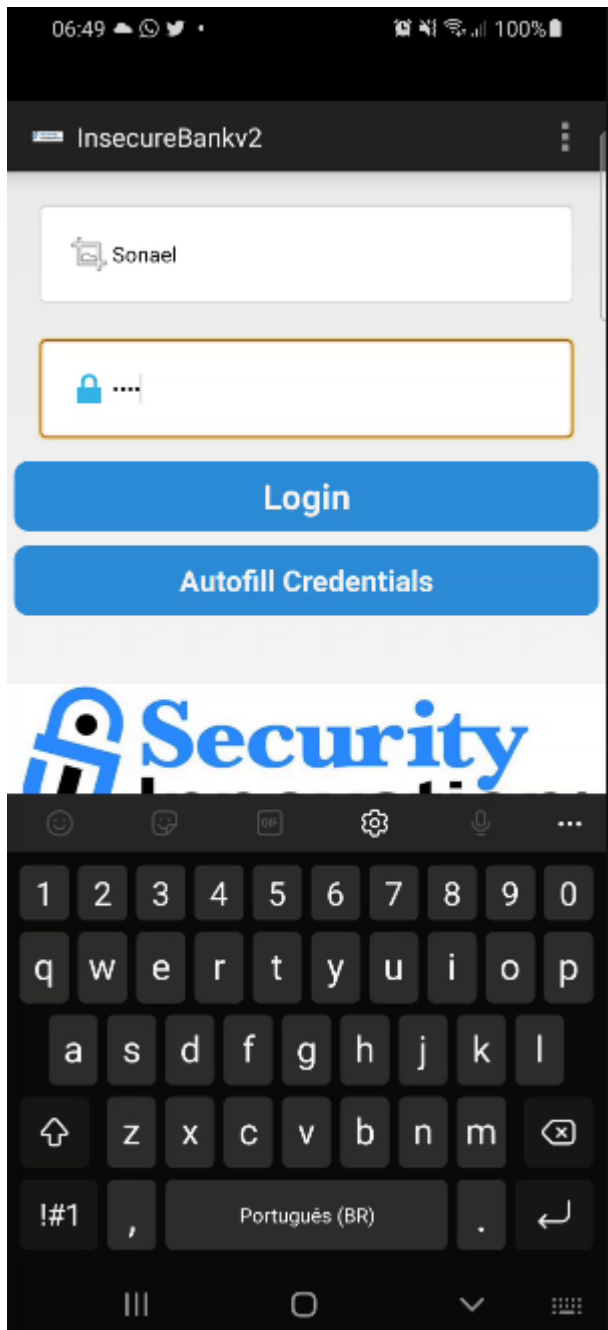 06:49 100%
InsecureBankv2
Sonael
••••
Login
Autofill Credentials
Security
GIF
1 2 3 4 5 6 7 8 9 0
q w e r t y u i o p
a s d f g h j k l
z x c v b n m
!#1 , Português (BR) .